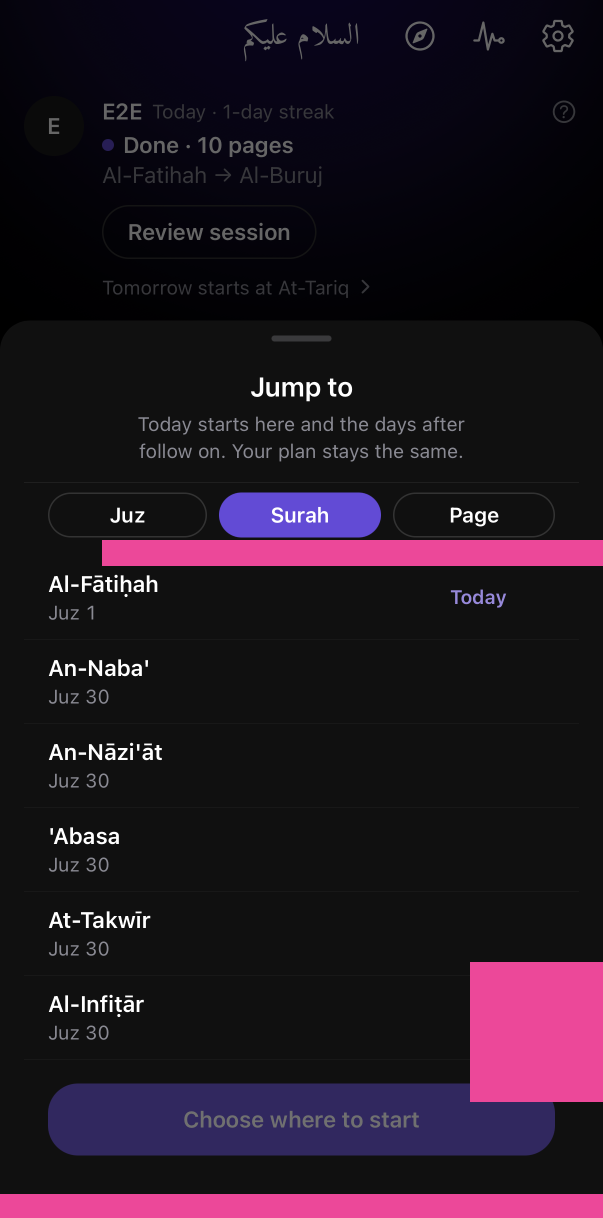 السلام عليكم
E
E2E Today · 1-day streak
?
Done · 10 pages
Al-Fatihah → Al-Buruj
Review session
Tomorrow starts at At-Tariq >
Jump to
Today starts here and the days after
follow on. Your plan stays the same.
Juz
Surah
Page
Al-Fātiḥah
Juz 1
Today
An-Naba'
Juz 30
An-Nāzi'āt
Juz 30
'Abasa
Juz 30
At-Takwīr
Juz 30
Al-Infiṭār
Juz 30
Choose where to start